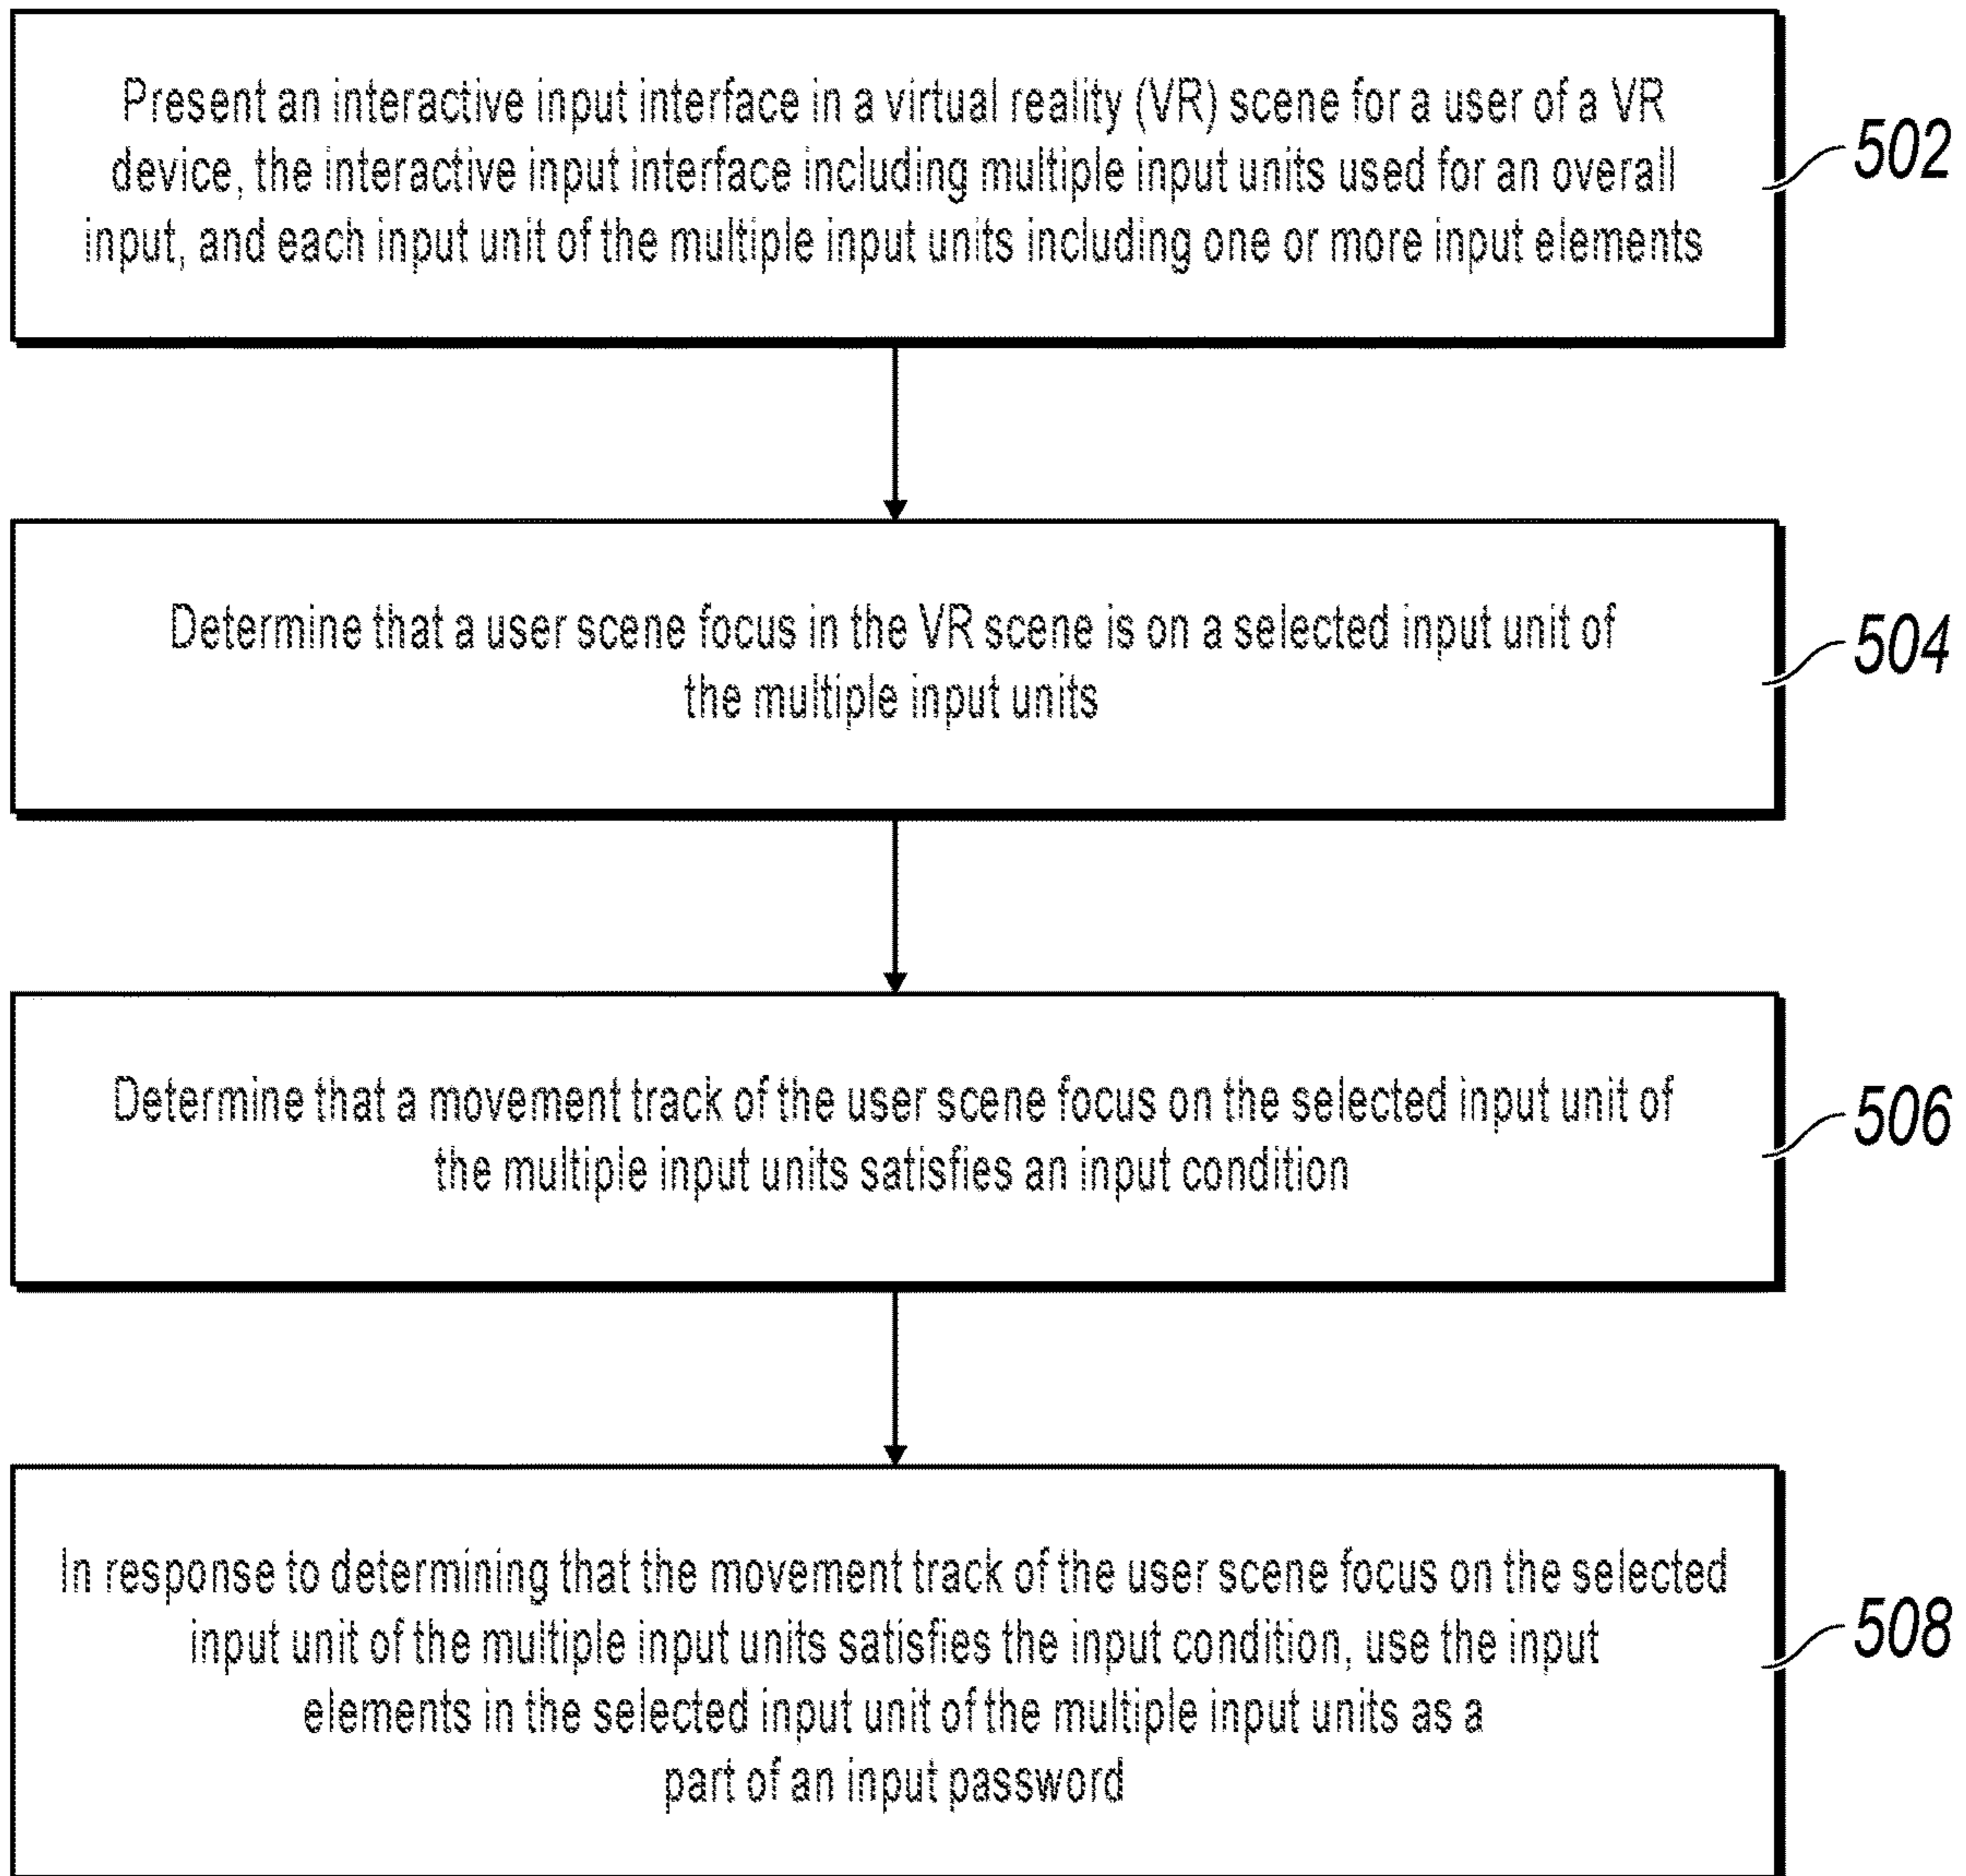 Present an interactive input interface in a virtual reality (VR) scene for a user of a VR
device, the interactive input interface including multiple input units used for an overall
input, and each input unit of the multiple input units including one or more input elements
502
Determine that a user scene focus in the VR scene is on a selected input unit of
the multiple input units
504
Determine that a movement track of the user scene focus on the selected input unit of
the multiple input units satisfies an input condition
506
In response to determining that the movement track of the user scene focus on the selected
input unit of the multiple input units satisfies the input condition, use the input
elements in the selected input unit of the multiple input units as a
part of an input password
508